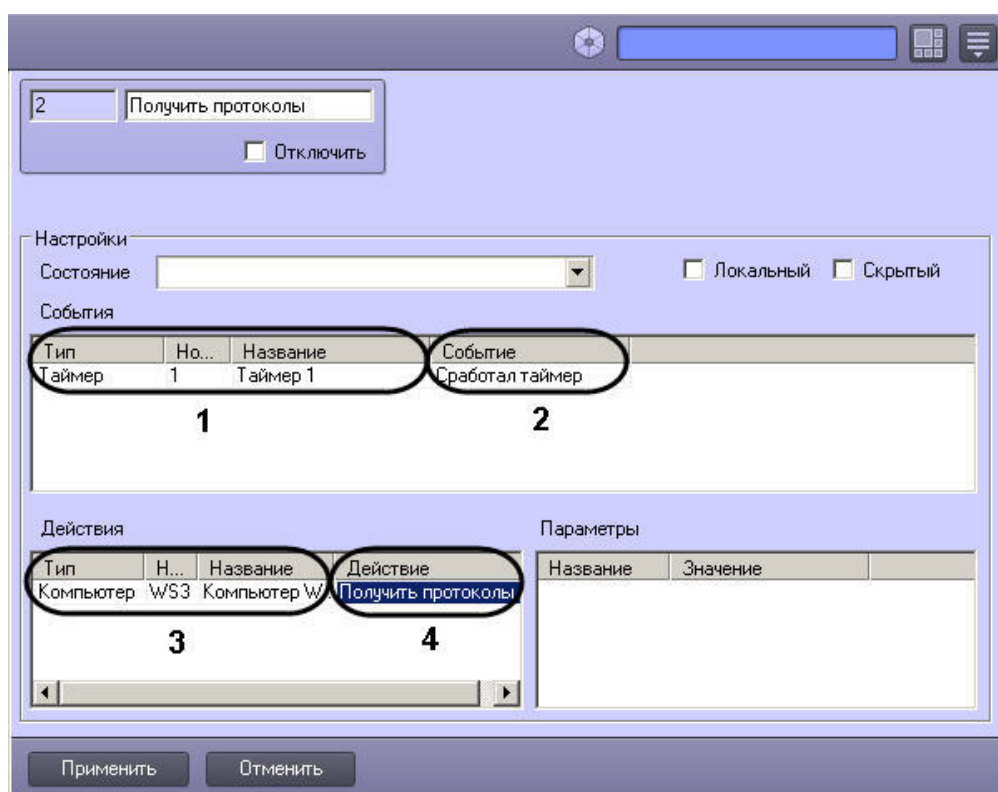 2 Получить протоколы
Отключить
Настройки
Состояние Локальный Скрытый
События
Тип Но... Название Событие
Таймер 1 Таймер 1 Сработал таймер
1 2
Действия Параметры
Тип Н... Название Действие Название Значение
Компьютер WS3 Компьютер W... Получить протоколы
3 4
Применить Отменить